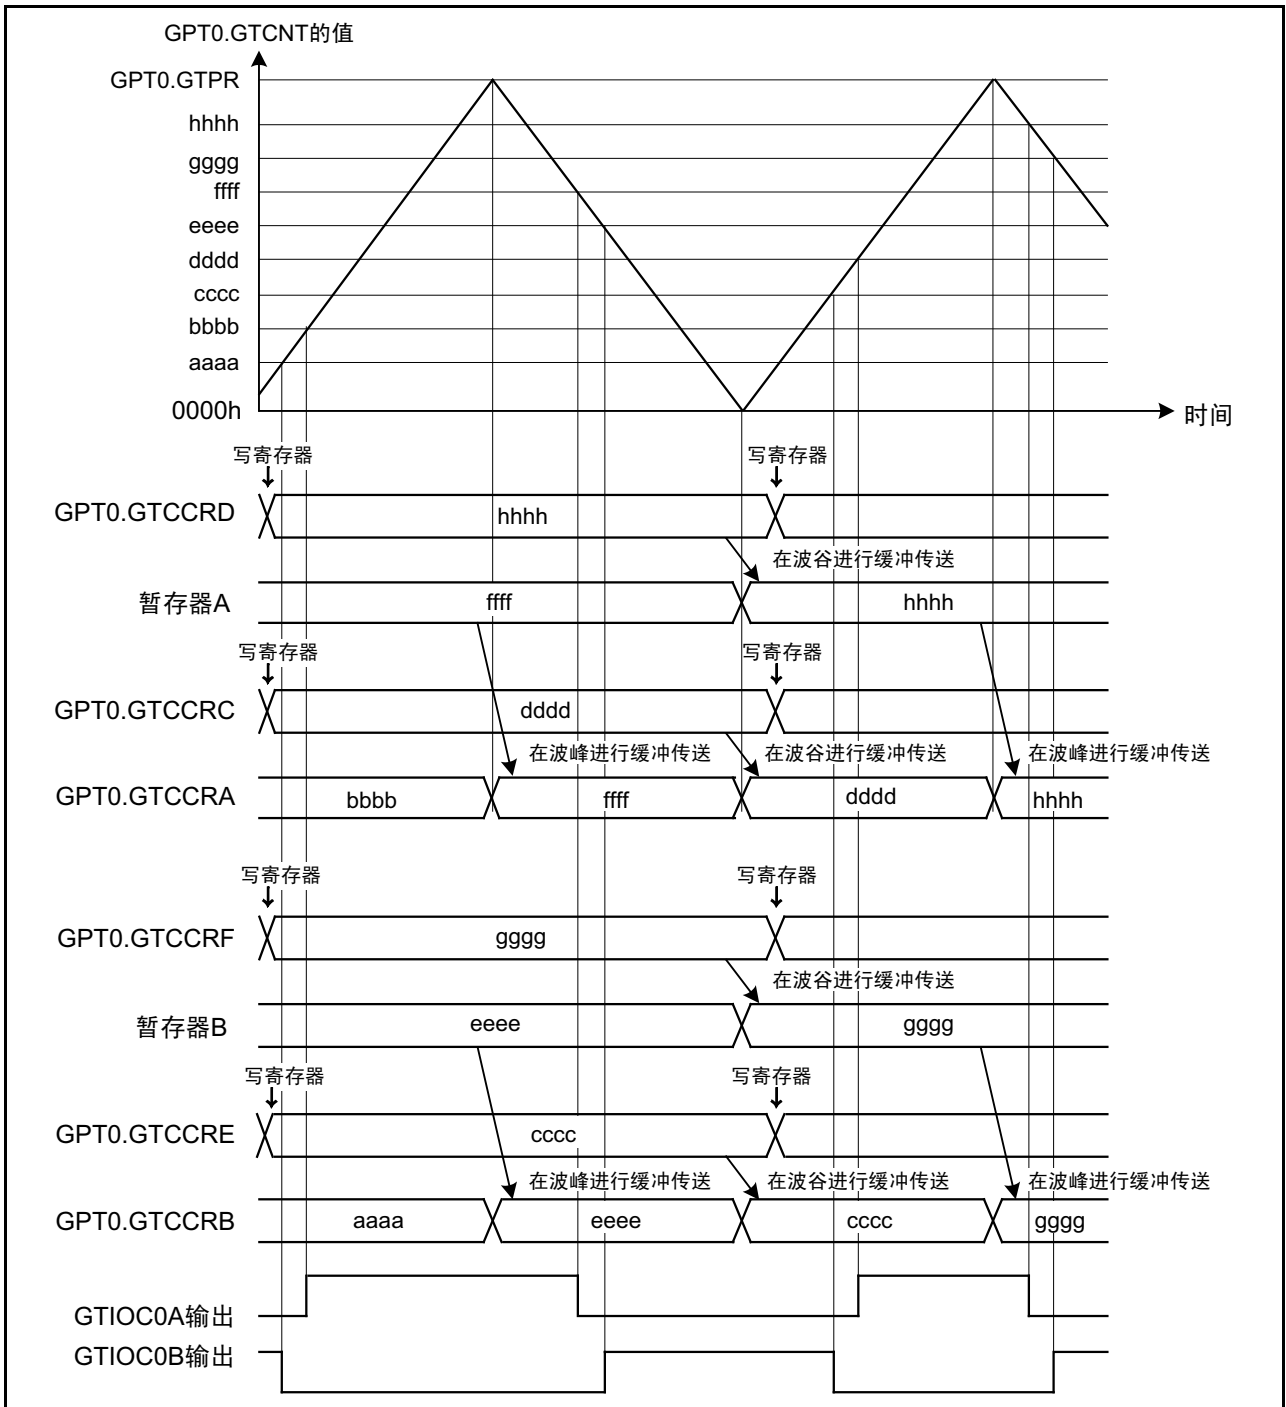 GPT0.GTCNT的值
GPT0.GTPR
hhhh
gggg
ffff
eeee
dddd
cccc
bbbb
aaaa
0000h
时间
写寄存器 写寄存器
GPT0.GTCCRD hhhh
在波谷进行缓冲传送
暂存器A ffff hhhh
写寄存器 写寄存器
GPT0.GTCCRC dddd
在波峰进行缓冲传送 在波谷进行缓冲传送 在波峰进行缓冲传送
GPT0.GTCCRA bbbb ffff dddd hhhh
写寄存器 写寄存器
GPT0.GTCCRF gggg
在波谷进行缓冲传送
暂存器B eeee gggg
写寄存器 写寄存器
GPT0.GTCCRE cccc
在波峰进行缓冲传送 在波谷进行缓冲传送 在波峰进行缓冲传送
GPT0.GTCCRB aaaa eeee cccc gggg
GTIOC0A输出
GTIOC0B输出